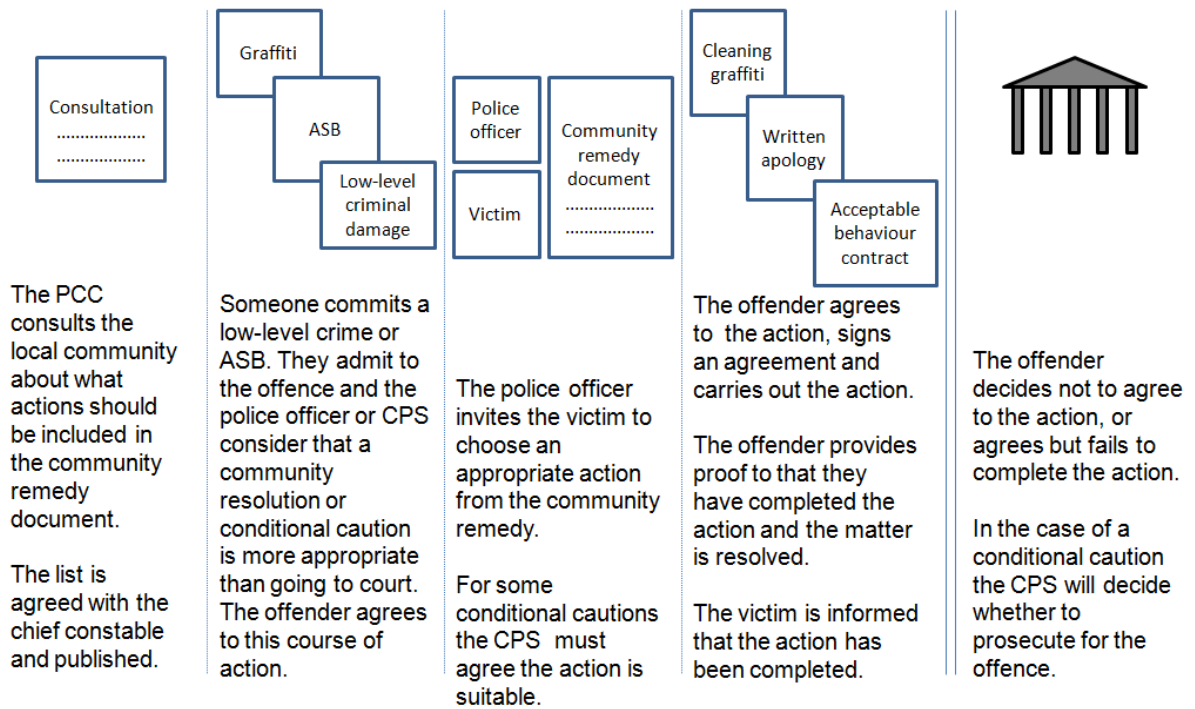 Consultation
...................
...................
The PCC
consults the
local community
about what
actions should
be included in
the community
remedy
document.
The list is
agreed with the
chief constable
and published.
Graffiti
ASB
Low-level
criminal
damage
Someone commits a
low-level crime or
ASB. They admit to
the offence and the
police officer or CPS
consider that a
community
resolution or
conditional caution
is more appropriate
than going to court.
The offender agrees
to this course of
action.
Police
officer
Victim
Community
remedy
document
...................
...................
The police officer
invites the victim to
choose an
appropriate action
from the community
remedy.
For some
conditional cautions
the CPS must
agree the action is
suitable.
Cleaning
graffiti
Written
apology
Acceptable
behaviour
contract
The offender agrees
to the action, signs
an agreement and
carries out the action.
The offender provides
proof to that they
have completed the
action and the matter
is resolved.
The victim is informed
that the action has
been completed.
The offender
decides not to agree
to the action, or
agrees but fails to
complete the action.
In the case of a
conditional caution
the CPS will decide
whether to
prosecute for the
offence.